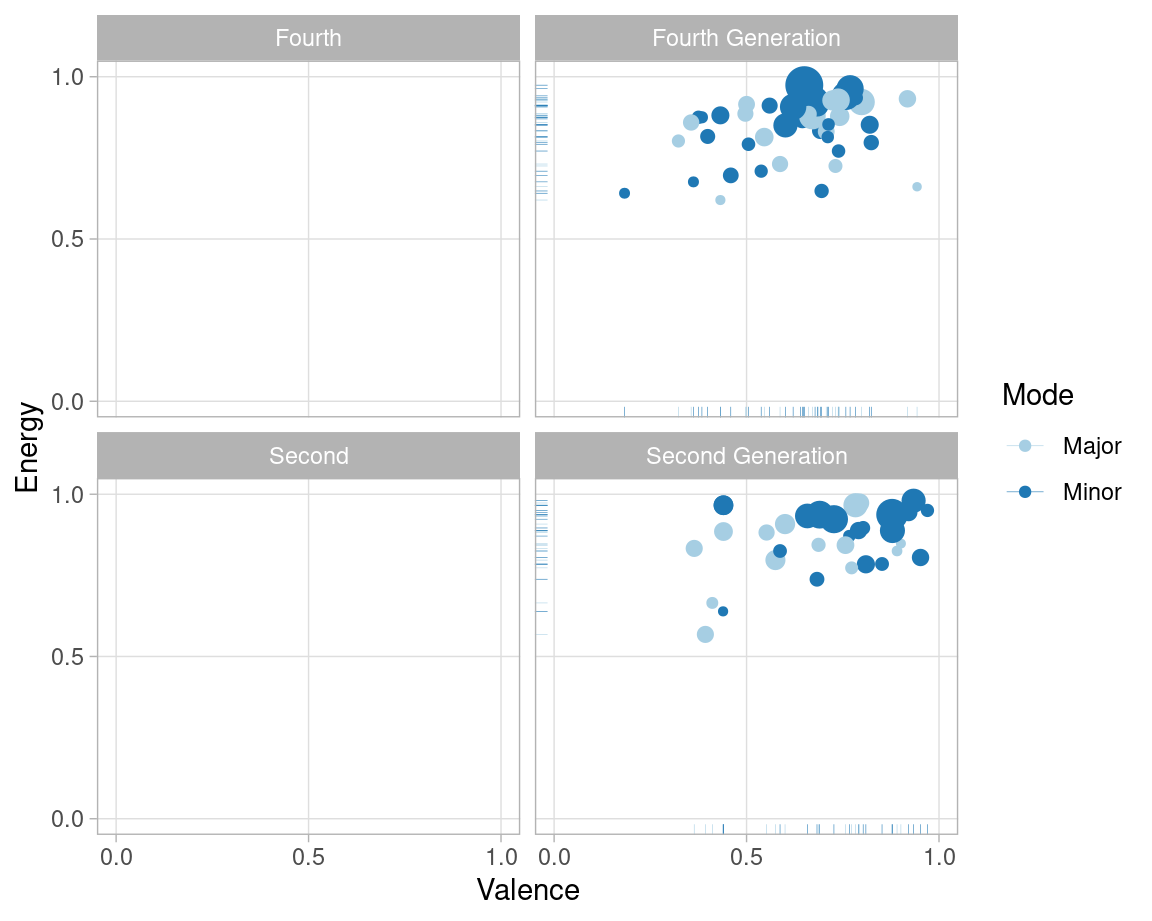 Fourth
Fourth Generation
1.0
0.5
0.0
Energy
Second
Second Generation
1.0
0.5
0.0
0.0 0.5 1.0 0.0 0.5 1.0
Valence
Mode
Major
Minor